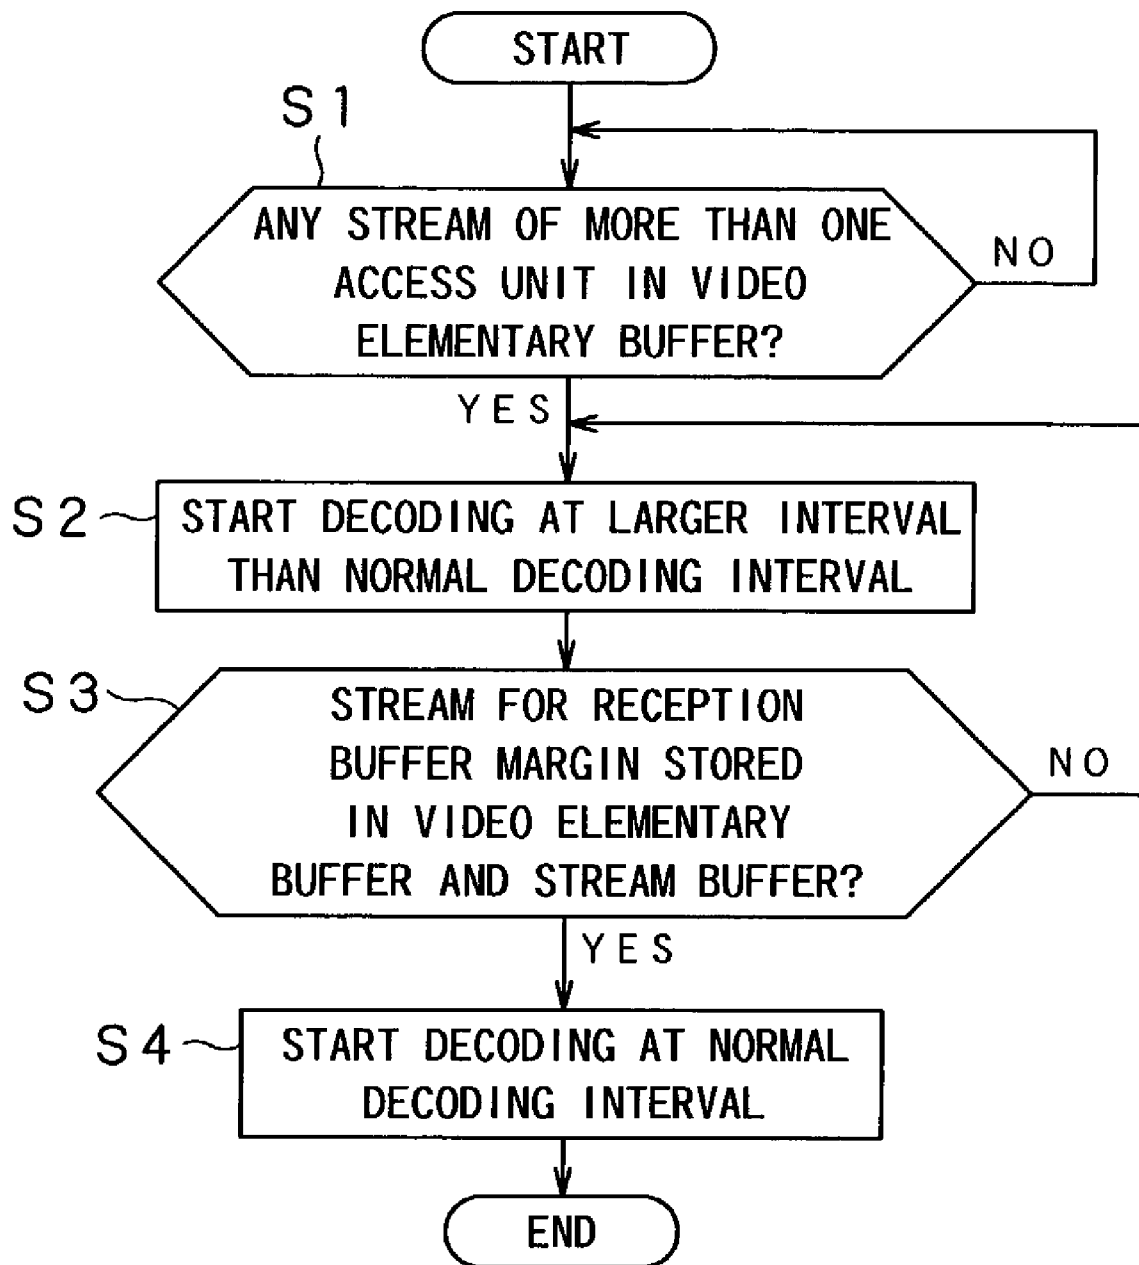 START
S1
ANY STREAM OF MORE THAN ONE
ACCESS UNIT IN VIDEO
ELEMENTARY BUFFER?
NO
YES
S2
START DECODING AT LARGER INTERVAL
THAN NORMAL DECODING INTERVAL
S3
STREAM FOR RECEPTION
BUFFER MARGIN STORED
IN VIDEO ELEMENTARY
BUFFER AND STREAM BUFFER?
NO
YES
S4
START DECODING AT NORMAL
DECODING INTERVAL
END